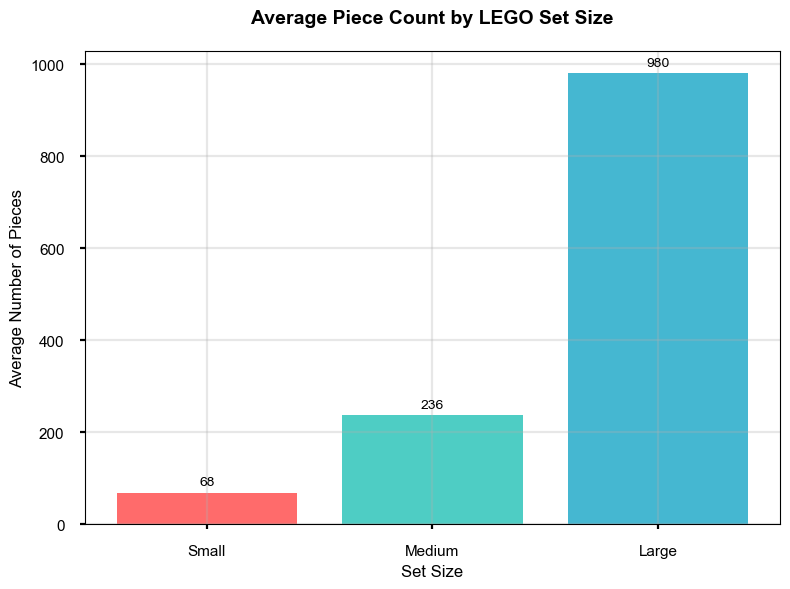 Average Piece Count by LEGO Set Size
Average Number of Pieces
1000
800
600
400
200
0
68
236
980
Small
Medium
Large
Set Size